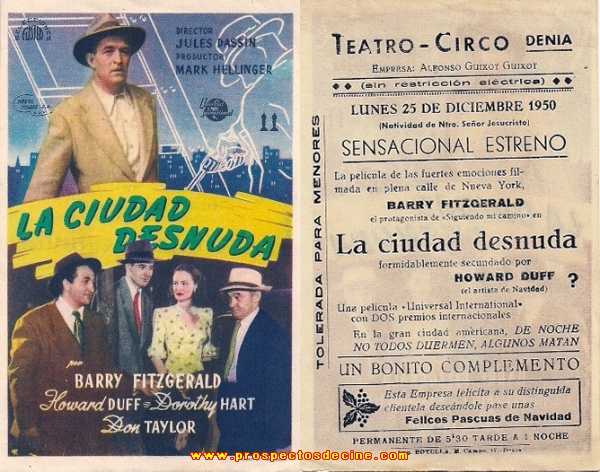 DIRECTOR
JULES DASSIN
PRODUCTOR
MARK HELLINGER
LA CIUDAD
DESNUDA
por
BARRY FITZGERALD
Howard DUFF = Dorothy HART
Don TAYLOR
TEATRO-CIRCO DENIA
EMPRESA: ALFONSO GUIXOT GUIXOT
(sin restricción eléctrica)
LUNES 25 DE DICIEMBRE 1950
(Natividad de Ntro. Señor Jesucristo)
SENSACIONAL ESTRENO
TOLERADA PARA MENORES
La película de las fuertes emociones fil-
mada en plena calle de Nueva York,
BARRY FITZGERALD
el protagonista de «Siguiendo mi camino» en
La ciudad desnuda
formidablemente secundado por
HOWARD DUFF ?
(el artista de Navidad)
Una película «Universal International»
con DOS premios internacionales
En la gran ciudad americana, DE NOCHE
NO TODOS DUERMEN, ALGUNOS MATAN
UN BONITO COMPLEMENTO
Esta Empresa felicita a su distinguida
clientela deseándole pase unas
Felices Pascuas de Navidad
PERMANENTE DE 5'30 TARDE A 1 NOCHE
www.prospectosdecine.com